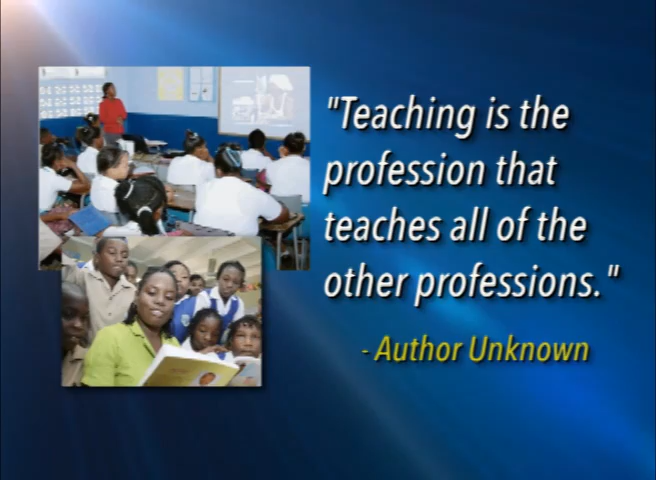 "Teaching is the
profession that
teaches all of the
other professions."
- Author Unknown